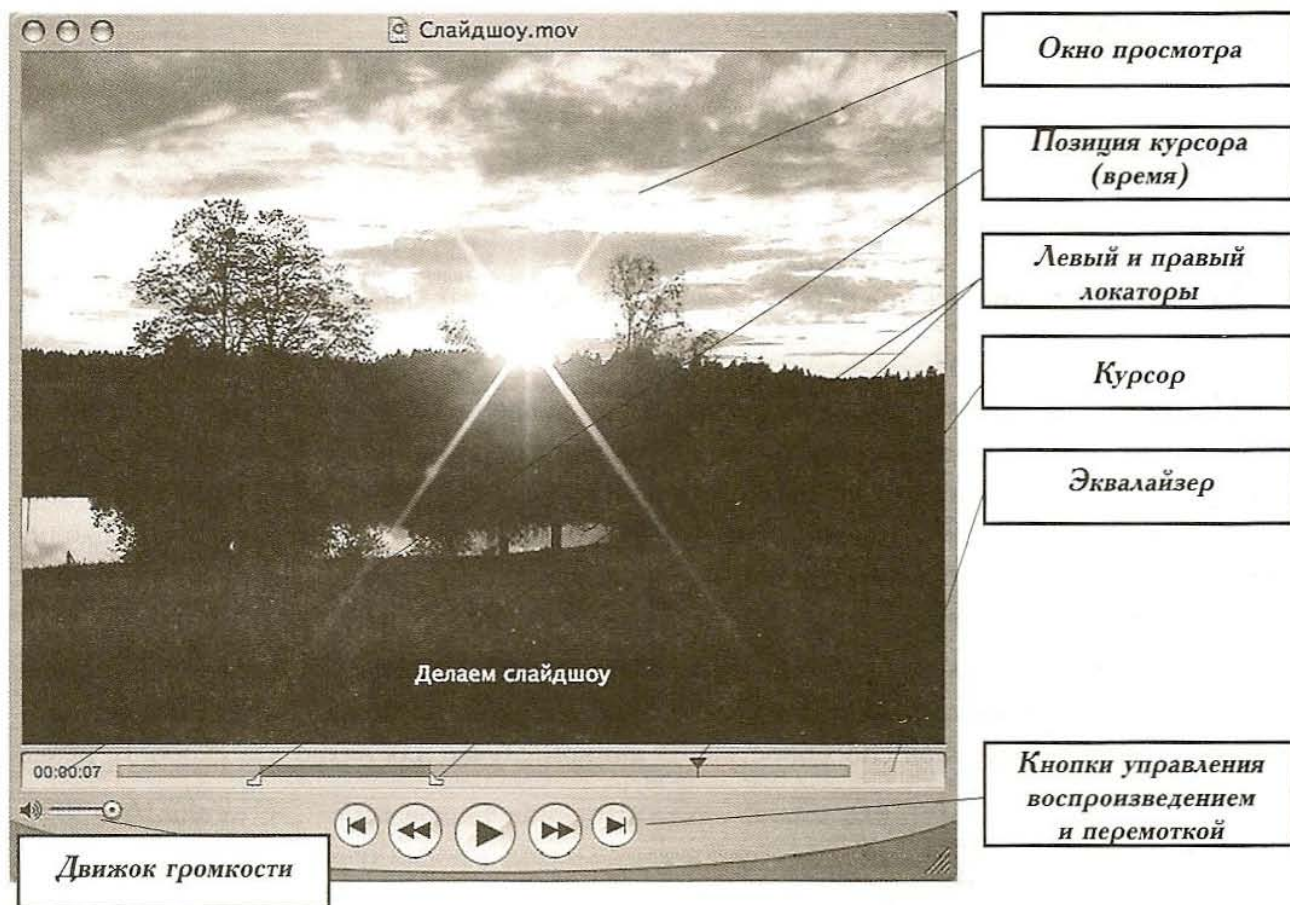 Слайдшоу.mov
Окно просмотра
Позиция курсора
(время)
Левый и правый
локаторы
Курсор
Эквалайзер
Делаем слайдшоу
00:00:07
Кнопки управления
воспроизведением
и перемоткой
Движок громкости